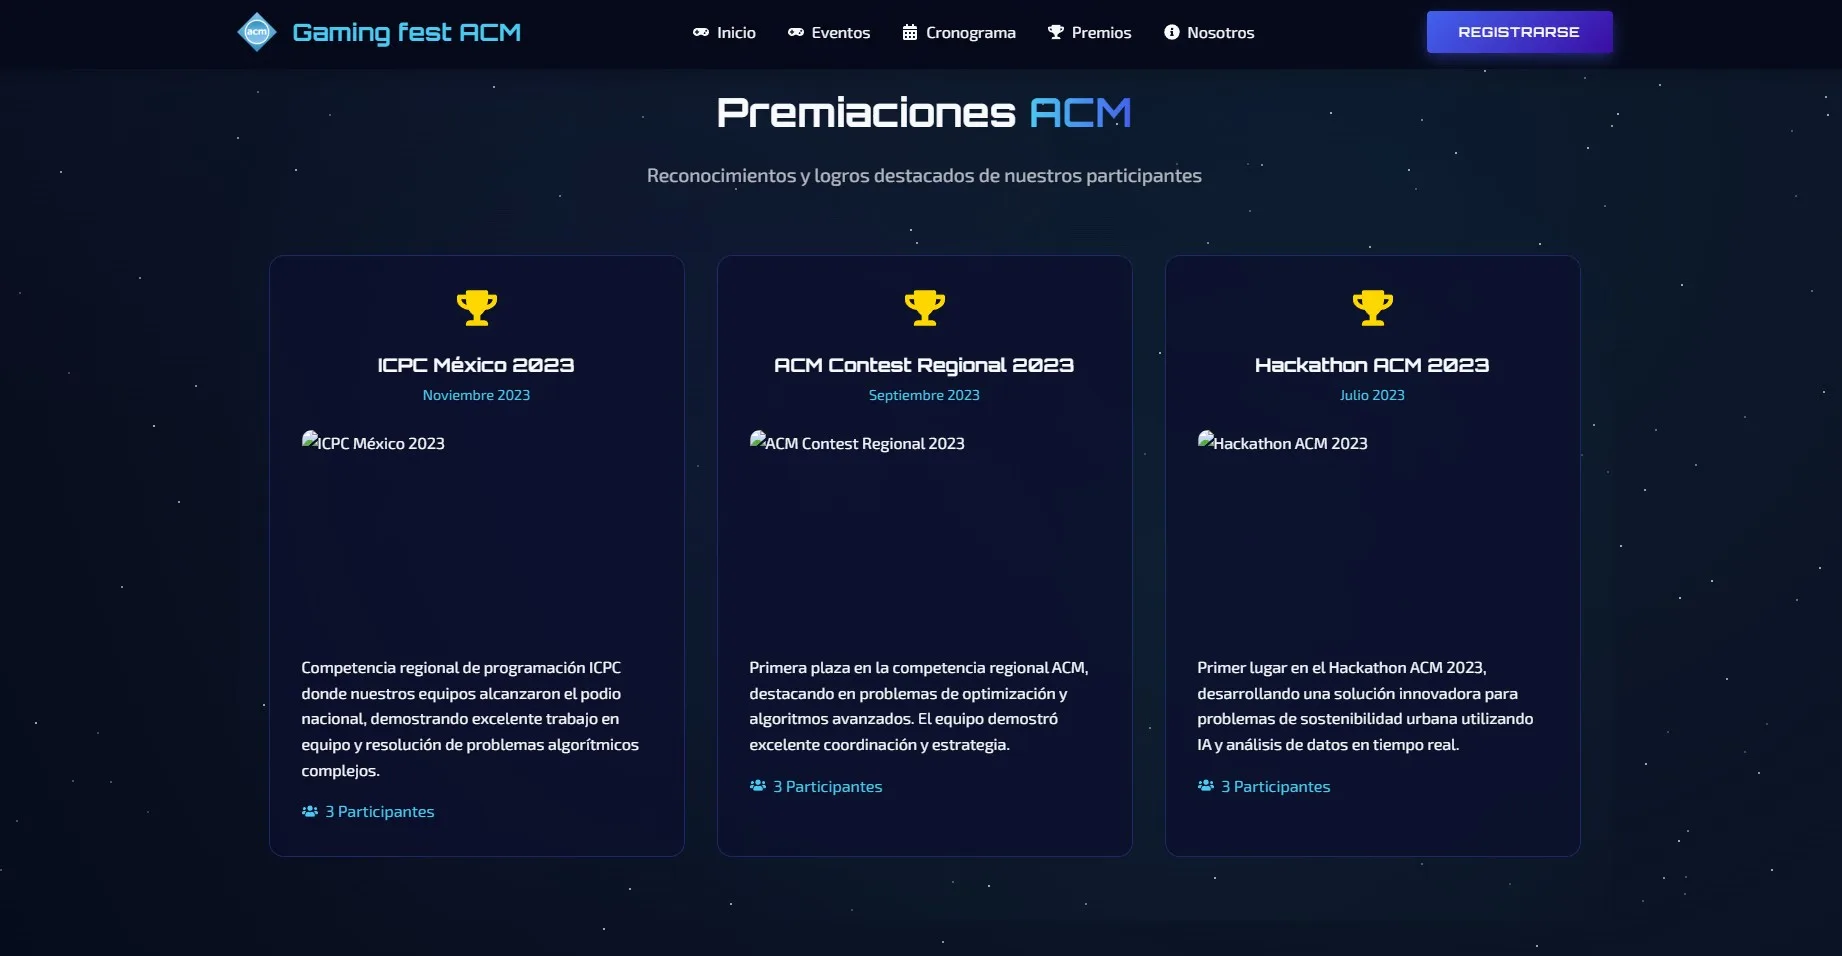 acm
Gaming fest ACM
Inicio
Eventos
Cronograma
Premios
Nosotros
REGISTRARSE
Premiaciones ACM
Reconocimientos y logros destacados de nuestros participantes
ICPC México 2023
Noviembre 2023
ICPC México 2023
Competencia regional de programación ICPC
donde nuestros equipos alcanzaron el podio
nacional, demostrando excelente trabajo en
equipo y resolución de problemas algorítmicos
complejos.
3 Participantes
ACM Contest Regional 2023
Septiembre 2023
ACM Contest Regional 2023
Primera plaza en la competencia regional ACM,
destacando en problemas de optimización y
algoritmos avanzados. El equipo demostró
excelente coordinación y estrategia.
3 Participantes
Hackathon ACM 2023
Julio 2023
Hackathon ACM 2023
Primer lugar en el Hackathon ACM 2023,
desarrollando una solución innovadora para
problemas de sostenibilidad urbana utilizando
IA y análisis de datos en tiempo real.
3 Participantes